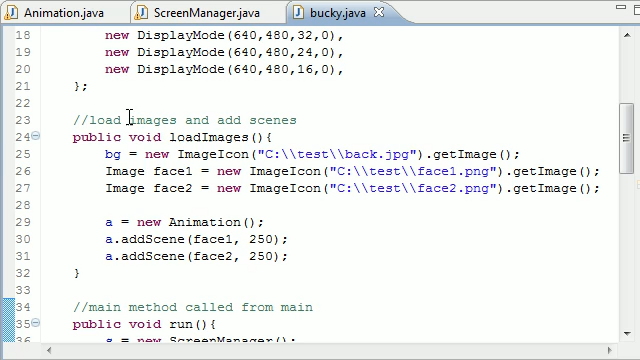 Animation.java ScreenManager.java bucky.java
18 new DisplayMode(640,480,32,0),
19 new DisplayMode(640,480,24,0),
20 new DisplayMode(640,480,16,0),
21 };
22
23 //load images and add scenes
24 public void loadImages(){
25 bg = new ImageIcon("C:\\test\\back.jpg").getImage();
26 Image face1 = new ImageIcon("C:\\test\\face1.png").getImage();
27 Image face2 = new ImageIcon("C:\\test\\face2.png").getImage();
28
29 a = new Animation();
30 a.addScene(face1, 250);
31 a.addScene(face2, 250);
32 }
33
34 //main method called from main
35 public void run(){
36 s = new ScreenManager();